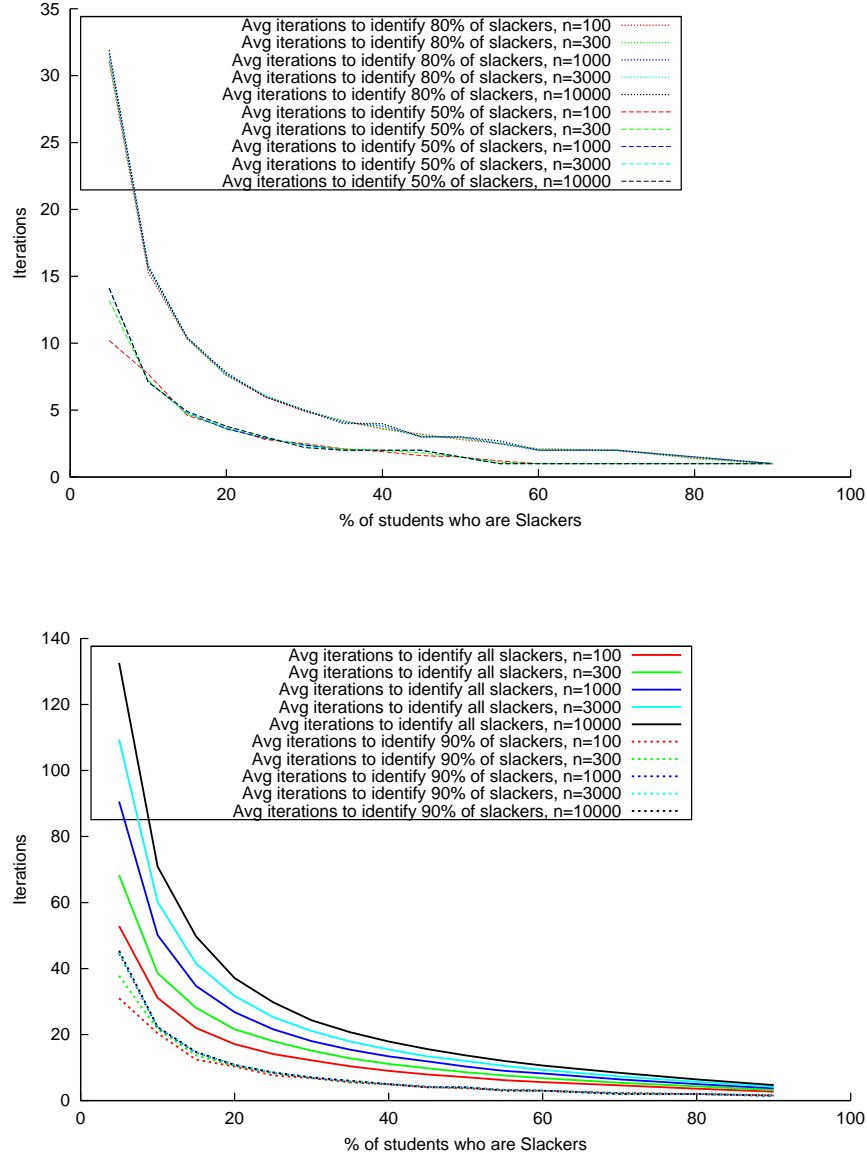 35
30
25
20
15
10
5
0
Iterations
Avg iterations to identify 80% of slackers, n=100
Avg iterations to identify 80% of slackers, n=300
Avg iterations to identify 80% of slackers, n=1000
Avg iterations to identify 80% of slackers, n=3000
Avg iterations to identify 80% of slackers, n=10000
Avg iterations to identify 50% of slackers, n=100
Avg iterations to identify 50% of slackers, n=300
Avg iterations to identify 50% of slackers, n=1000
Avg iterations to identify 50% of slackers, n=3000
Avg iterations to identify 50% of slackers, n=10000
0 20 40 60 80 100
% of students who are Slackers
140
120
100
80
60
40
20
0
Iterations
Avg iterations to identify all slackers, n=100
Avg iterations to identify all slackers, n=300
Avg iterations to identify all slackers, n=1000
Avg iterations to identify all slackers, n=3000
Avg iterations to identify all slackers, n=10000
Avg iterations to identify 90% of slackers, n=100
Avg iterations to identify 90% of slackers, n=300
Avg iterations to identify 90% of slackers, n=1000
Avg iterations to identify 90% of slackers, n=3000
Avg iterations to identify 90% of slackers, n=10000
0 20 40 60 80 100
% of students who are Slackers